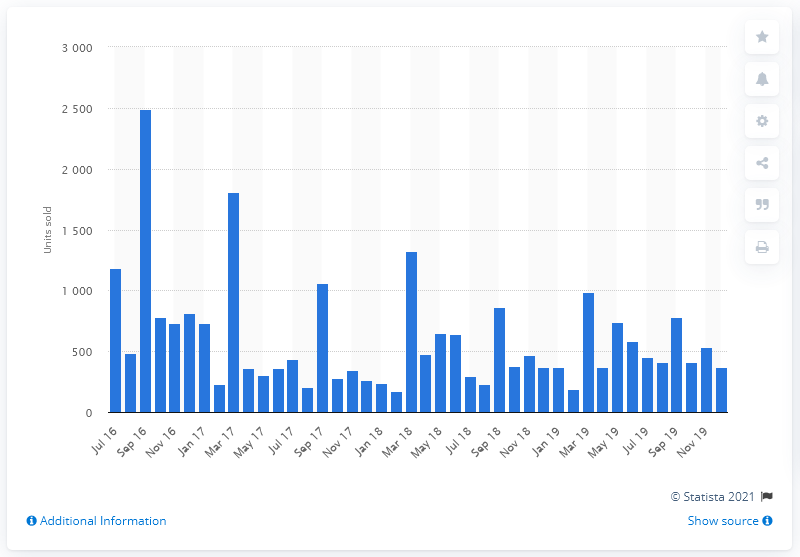 3 000
2 500
2 000
1 500
1 000
500
0
Units sold
Jul 16
Sep 16
Nov 16
Jan 17
Mar 17
May 17
Jul 17
Sep 17
Nov 17
Jan 18
Mar 18
May 18
Jul 18
Sep 18
Nov 18
Jan 19
Mar 19
May 19
Jul 19
Sep 19
Nov 19
© Statista 2021
Additional Information
Show source